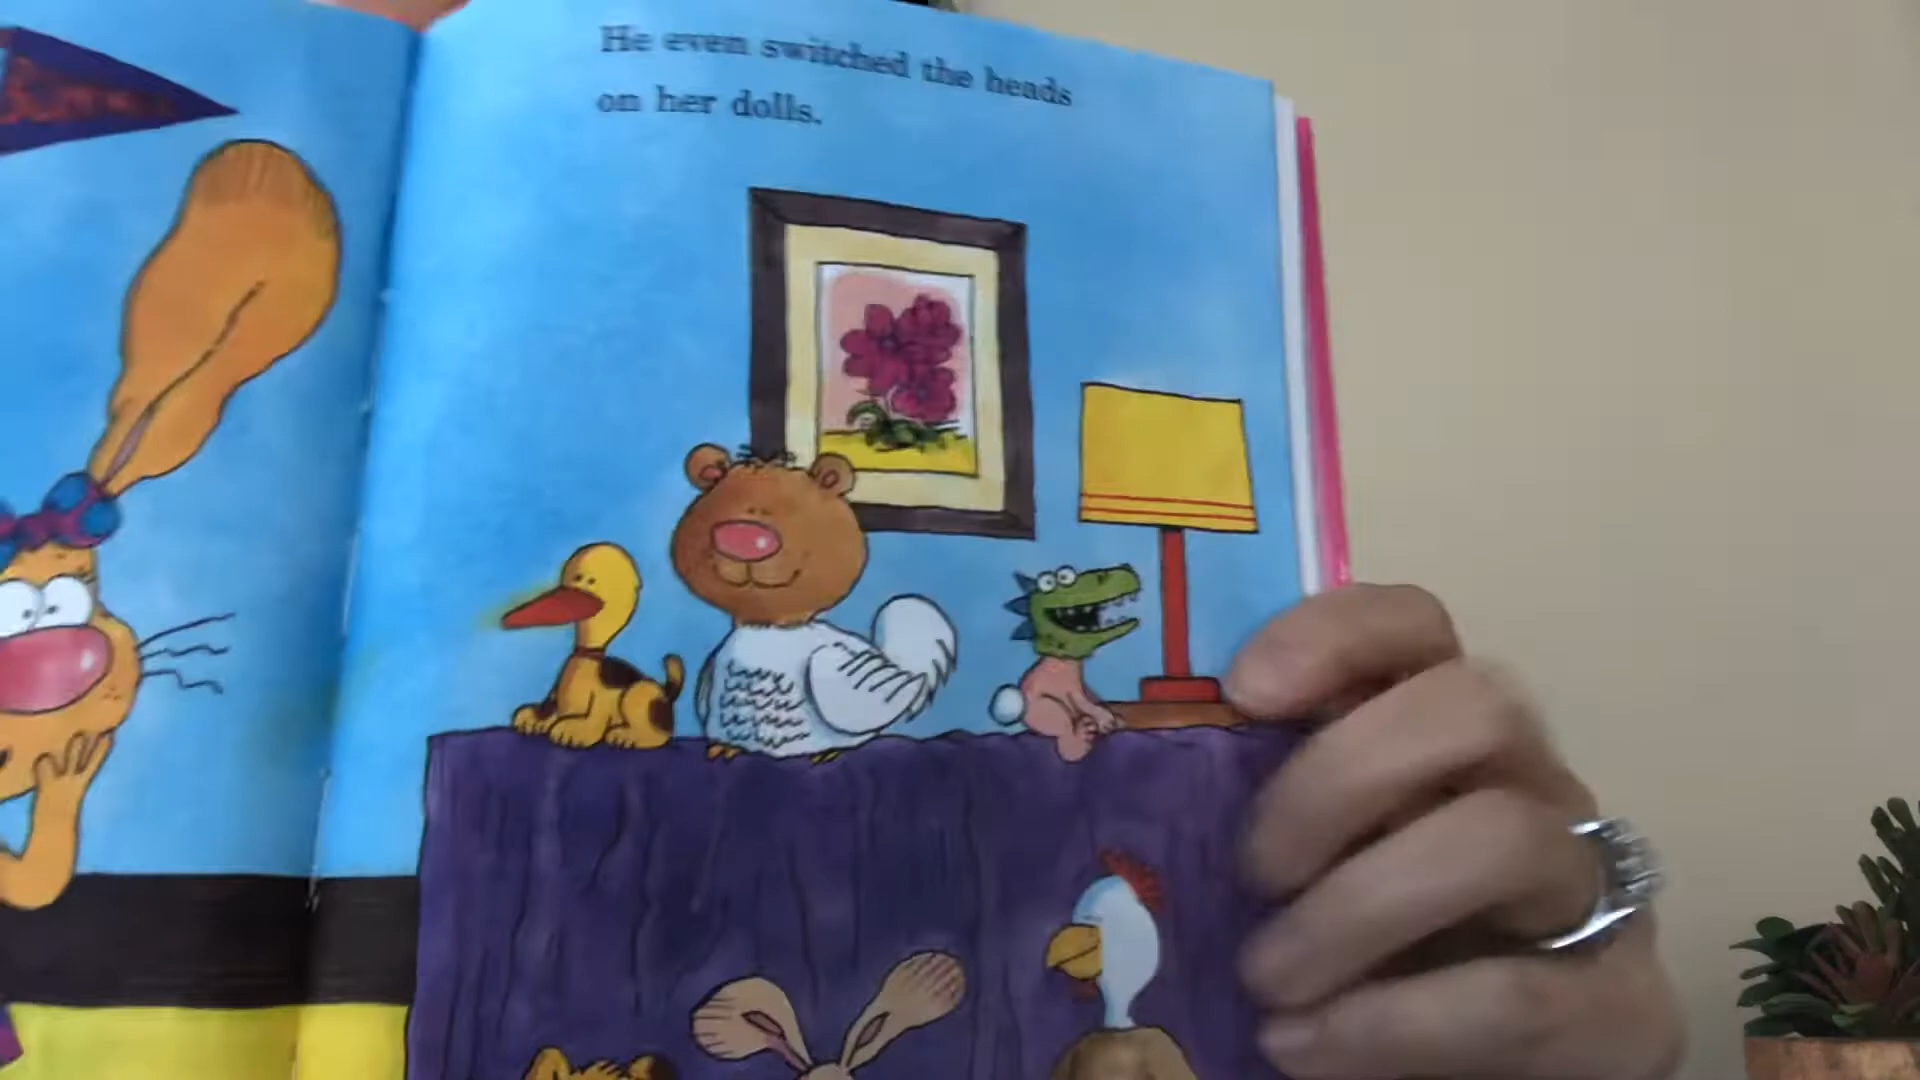 He even switched the heads
on her dolls.